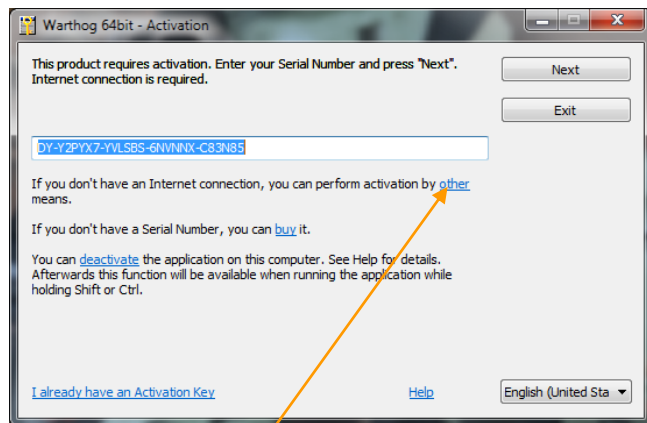 Warthog 64bit - Activation
This product requires activation. Enter your Serial Number and press "Next".
Internet connection is required.
Next
Exit
DY-Y2PYX7-YVLSBS-6NVNNX-C83N85
If you don't have an Internet connection, you can perform activation by other
means.
If you don't have a Serial Number, you can buy it.
You can deactivate the application on this computer. See Help for details.
Afterwards this function will be available when running the application while
holding Shift or Ctrl.
I already have an Activation Key
Help
English (United Sta